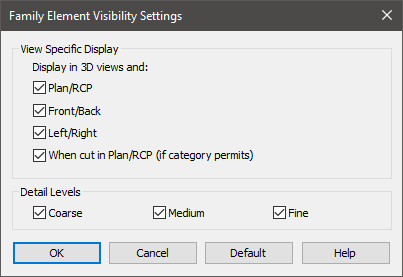 Family Element Visibility Settings
View Specific Display
Display in 3D views and:
Plan/RCP
Front/Back
Left/Right
When cut in Plan/RCP (if category permits)
Detail Levels
Coarse Medium Fine
OK Cancel Default Help